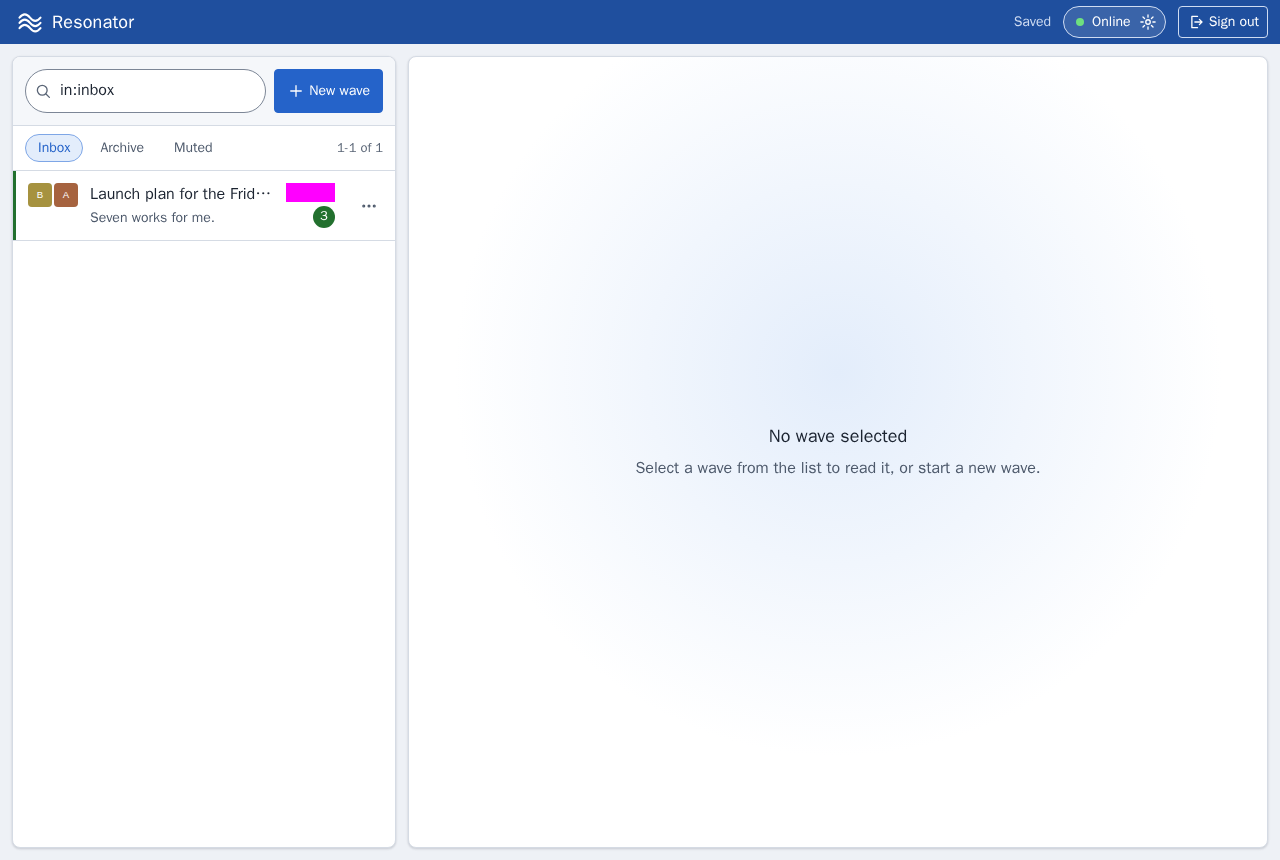 Resonator
Saved
Online
Sign out
in:inbox
New wave
Inbox
Archive
Muted
1-1 of 1
B
A
Launch plan for the Frid…
Seven works for me.
3
No wave selected
Select a wave from the list to read it, or start a new wave.